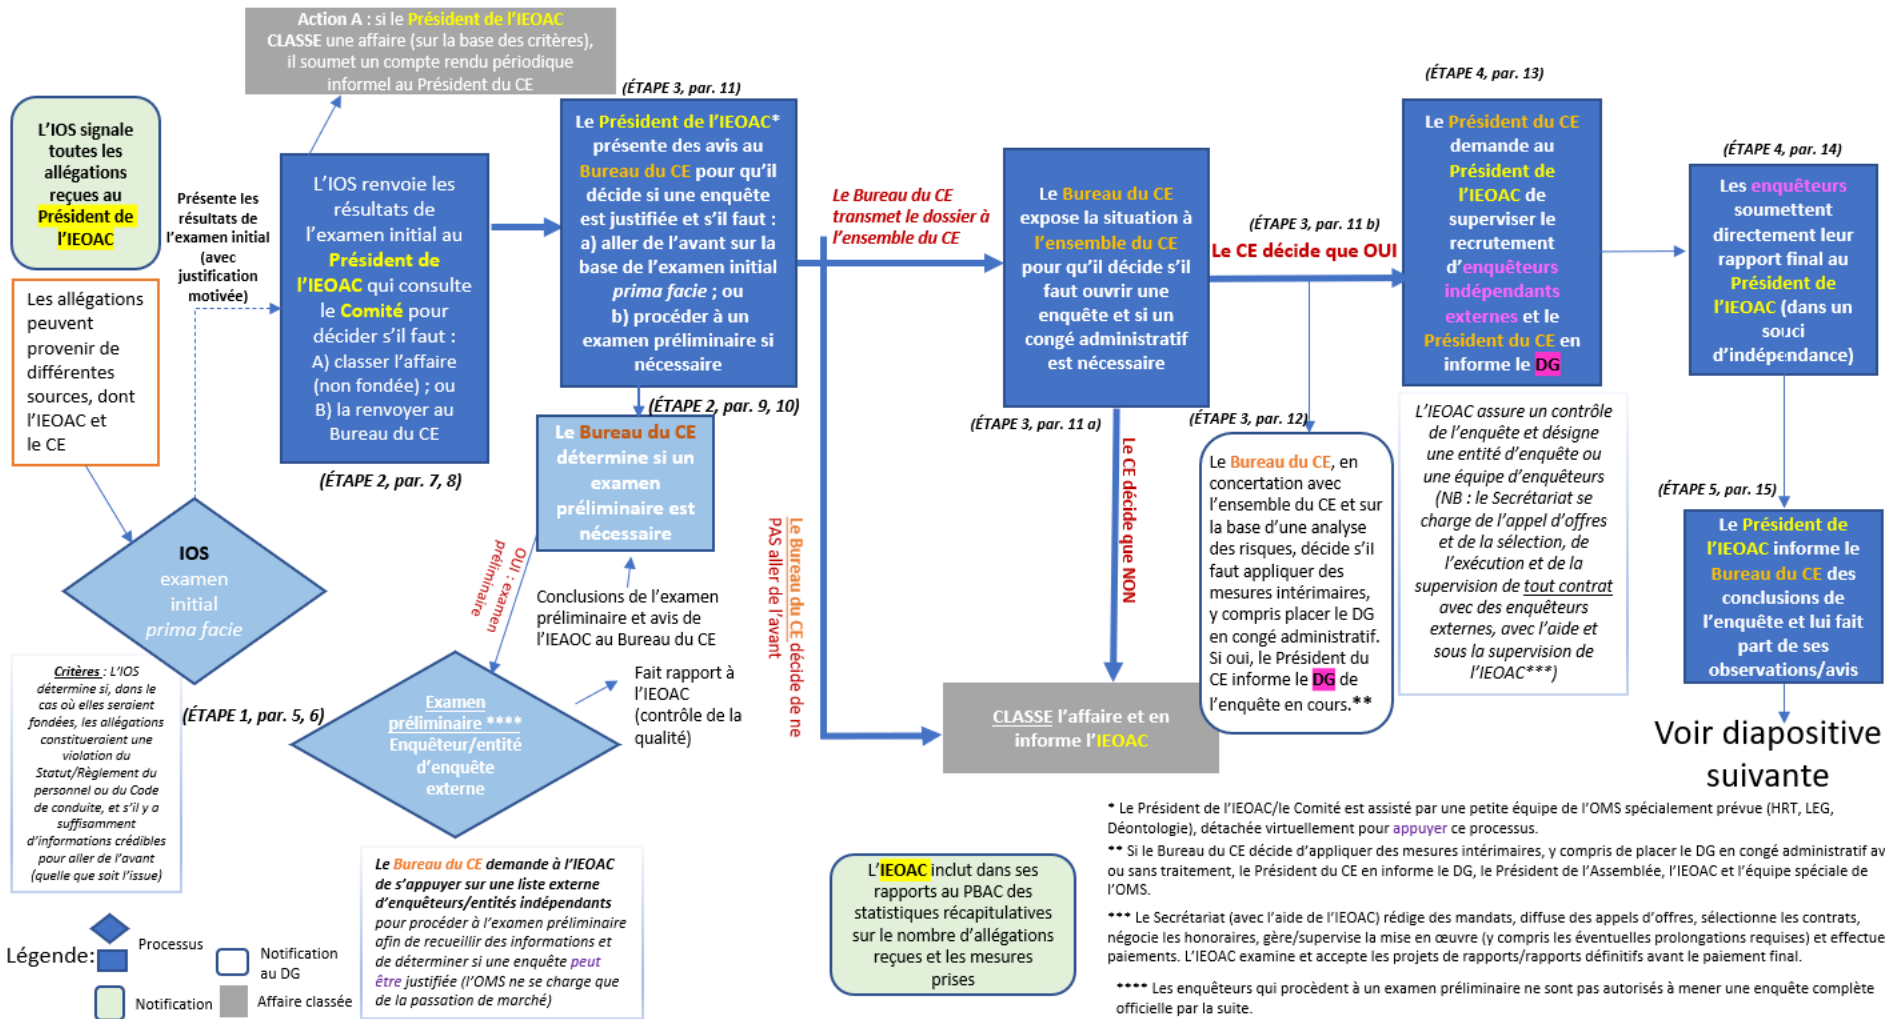 Action A : si le Président de l'IEOAC
CLASSE une affaire (sur la base des critères),
il soumet un compte rendu périodique
informel au Président du CE
L'IOS signale
toutes les
allégations
reçues au
Président de
l'IEOAC
Les allégations
peuvent
provenir de
différentes
sources, dont
l'IEOAC et
le CE
IOS
examen
initial
prima facie
Critères : L'IOS
détermine si, dans le
cas où elles seraient
fondées, les allégations
constitueraient une
violation du
Statut/Règlement du
personnel ou du Code
de conduite, et s'il y a
suffisamment
d'informations crédibles
pour aller de l'avant
(quelle que soit l'issue)
(ÉTAPE 1, par. 5, 6)
Présente les
résultats de
l'examen initial
(avec
justification
motivée)
L'IOS renvoie les
résultats de
l'examen initial au
Président de
l'IEOAC qui consulte
le Comité pour
décider s'il faut :
A) classer l'affaire
(non fondée) ; ou
B) la renvoyer au
Bureau du CE
(ÉTAPE 2, par. 7, 8)
(ÉTAPE 3, par. 11)
Le Président de l'IEOAC*
présente des avis au
Bureau du CE pour qu'il
décide si une enquête
est justifiée et s'il faut :
a) aller de l'avant sur la
base de l'examen initial
prima facie ; ou
b) procéder à un
examen préliminaire si
nécessaire
(ÉTAPE 2, par. 9, 10)
Le Bureau du CE
détermine si un
examen
préliminaire est
nécessaire
OUI : examen
préliminaire
Conclusions de l'examen
préliminaire et avis de
l'IEAOC au Bureau du CE
Examen
préliminaire ****
Enquêteur/entité
d'enquête
externe
Fait rapport à
l'IEOAC
(contrôle de la
qualité)
Le Bureau du CE demande à l'IEOAC
de s'appuyer sur une liste externe
d'enquêteurs/entités indépendants
pour procéder à l'examen préliminaire
afin de recueillir des informations et
de déterminer si une enquête peut
être justifiée (l'OMS ne se charge que
de la passation de marché)
Le Bureau du CE
transmet le dossier à
l'ensemble du CE
Le Bureau du CE décide de ne
PAS aller de l'avant
Le Bureau du CE
expose la situation à
l'ensemble du CE
pour qu'il décide s'il
faut ouvrir une
enquête et si un
congé administratif
est nécessaire
(ÉTAPE 3, par. 11 a)
Le CE décide que NON
CLASSE l'affaire et en
informe l'IEOAC
(ÉTAPE 3, par. 11 b)
Le CE décide que OUI
(ÉTAPE 3, par. 12)
Le Bureau du CE, en
concertation avec
l'ensemble du CE et sur
la base d'une analyse
des risques, décide s'il
faut appliquer des
mesures intérimaires,
y compris placer le DG
en congé administratif.
Si oui, le Président du
CE informe le DG de
l'enquête en cours.**
(ÉTAPE 4, par. 13)
Le Président du CE
demande au
Président de
l'IEOAC de
superviser le
recrutement
d'enquêteurs
indépendants
externes et le
Président du CE en
informe le DG
L'IEOAC assure un contrôle
de l'enquête et désigne
une entité d'enquête ou
une équipe d'enquêteurs
(NB : le Secrétariat se
charge de l'appel d'offres
et de la sélection, de
l'exécution et de la
supervision de tout contrat
avec des enquêteurs
externes, avec l'aide et
sous la supervision de
l'IEOAC***)
(ÉTAPE 4, par. 14)
Les enquêteurs
soumettent
directement leur
rapport final au
Président de
l'IEOAC (dans un
souci
d'indépendance)
(ÉTAPE 5, par. 15)
Le Président de
l'IEOAC informe le
Bureau du CE des
conclusions de
l'enquête et lui fait
part de ses
observations/avis
Voir diapositive
suivante
L'IEOAC inclut dans ses
rapports au PBAC des
statistiques récapitulatives
sur le nombre d'allégations
reçues et les mesures
prises
* Le Président de l'IEOAC/le Comité est assisté par une petite équipe de l'OMS spécialement prévue (HRT, LEG,
Déontologie), détachée virtuellement pour appuyer ce processus.
** Si le Bureau du CE décide d'appliquer des mesures intérimaires, y compris de placer le DG en congé administratif av
ou sans traitement, le Président du CE en informe le DG, le Président de l'Assemblée, l'IEOAC et l'équipe spéciale de
l'OMS.
*** Le Secrétariat (avec l'aide de l'IEOAC) rédige des mandats, diffuse des appels d'offres, sélectionne les contrats,
négocie les honoraires, gère/supervise la mise en œuvre (y compris les éventuelles prolongations requises) et effectue
paiements. L'IEOAC examine et accepte les projets de rapports/rapports définitifs avant le paiement final.
**** Les enquêteurs qui procèdent à un examen préliminaire ne sont pas autorisés à mener une enquête complète
officielle par la suite.
Légende:
Processus
Notification
au DG
Notification
Affaire classée